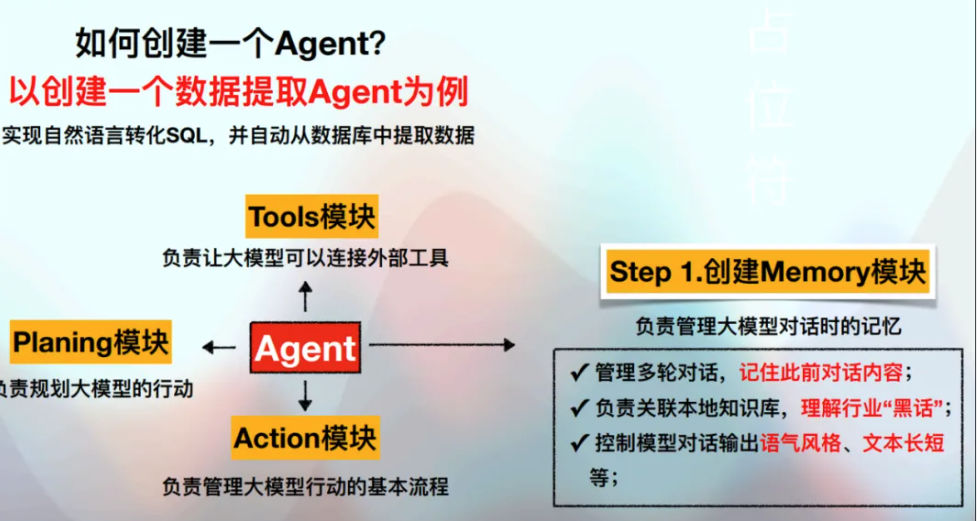 如何创建一个Agent?
以创建一个数据提取Agent为例
实现自然语言转化SQL，并自动从数据库中提取数据
占
位
符
Tools模块
负责让大模型可以连接外部工具
Planing模块
负责规划大模型的行动
Agent
Action模块
负责管理大模型行动的基本流程
Step 1.创建Memory模块
负责管理大模型对话时的记忆
✓ 管理多轮对话，记住此前对话内容；
✓ 负责关联本地知识库，理解行业“黑话”；
✓ 控制模型对话输出语气风格、文本长短
等；